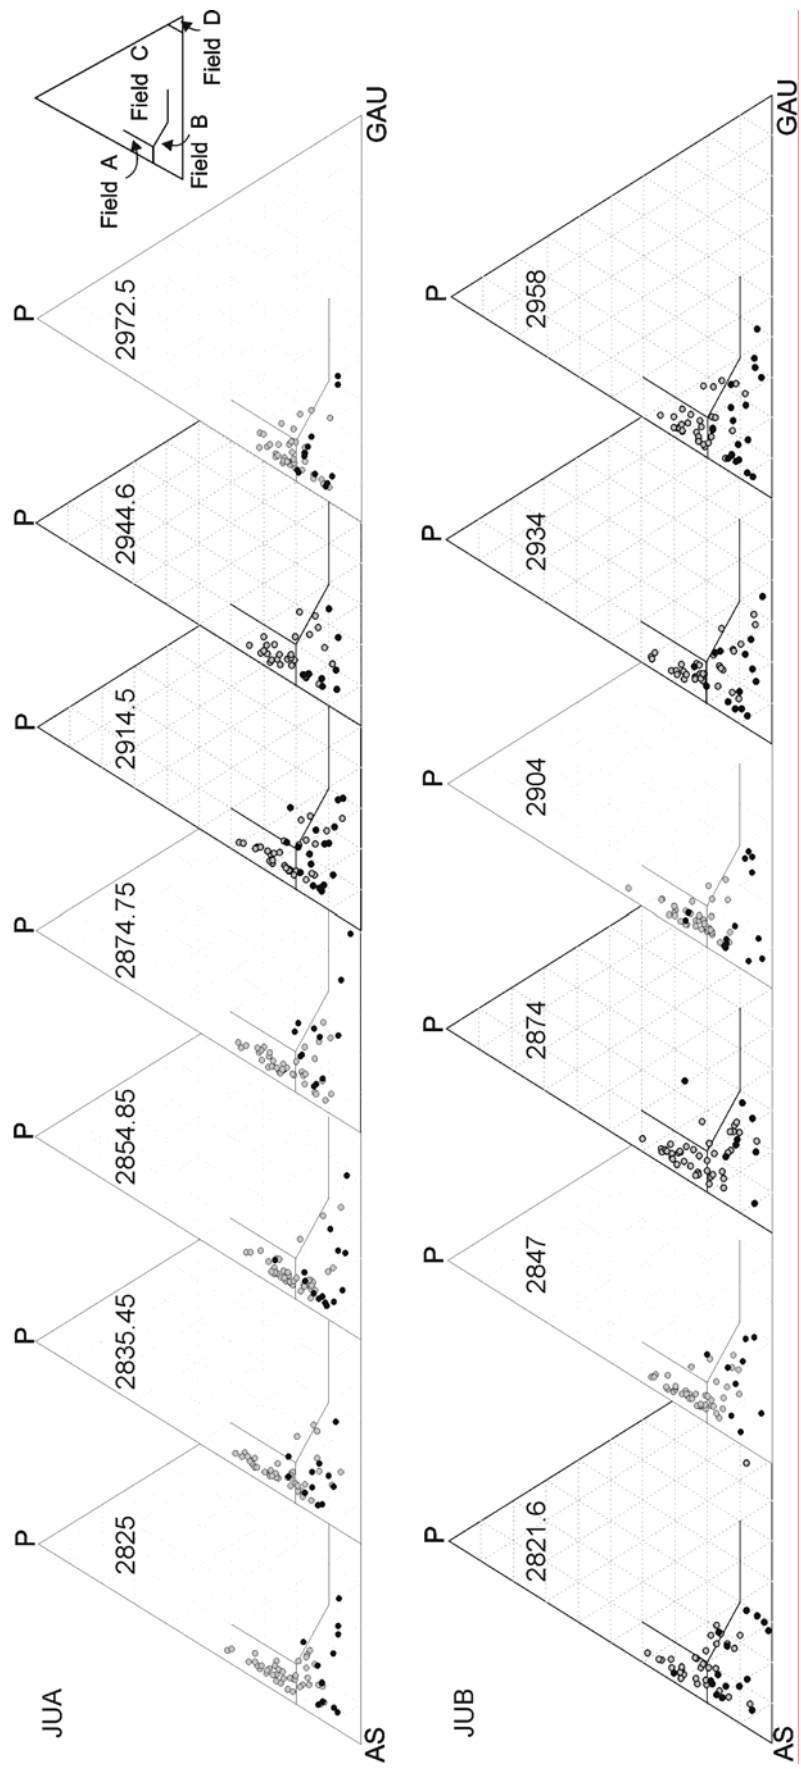 JUA
P
2825
P
2835.45
P
2854.85
P
2874.75
P
2914.5
P
2944.6
P
2972.5
AS
GAU
Field A
Field B
Field C
Field D
JUB
P
2821.6
P
2847
P
2874
P
2904
P
2934
P
2958
AS
GAU